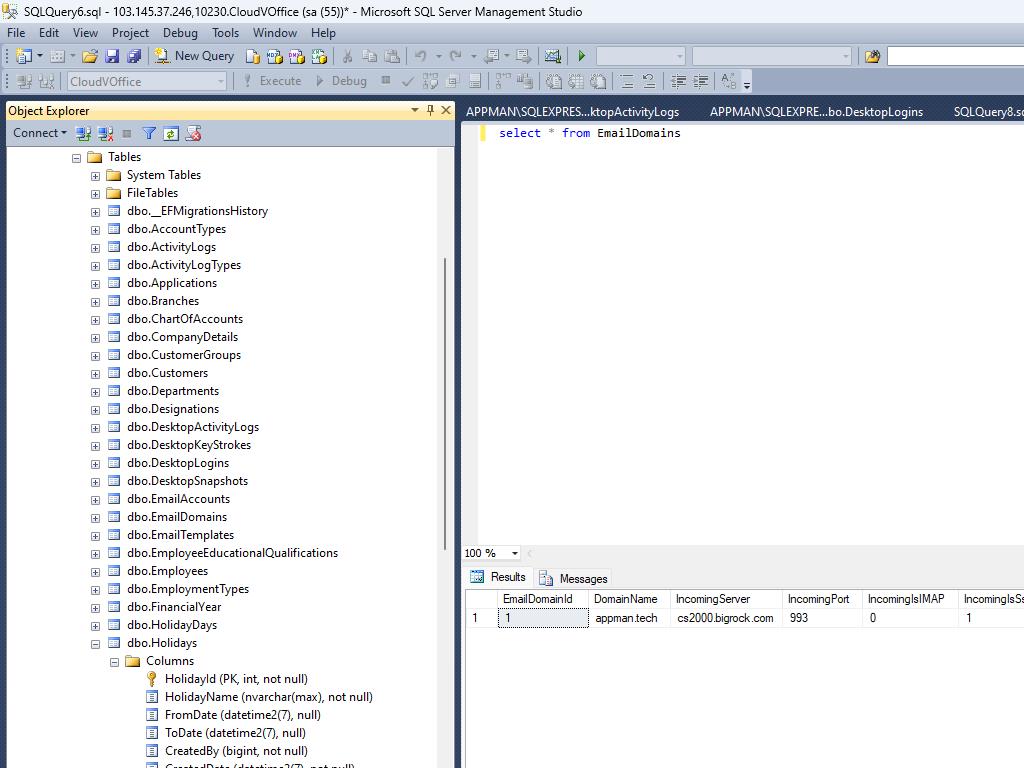 SQLQuery6.sql - 103.145.37.246,10230.CloudVOffice (sa (55))* - Microsoft SQL Server Management Studio
File Edit View Project Debug Tools Window Help
New Query
CloudVOffice Execute Debug
Object Explorer
APPMAN\SQLEXPRES...ktopActivityLogs APPMAN\SQLEXPRE...bo.DesktopLogins SQLQuery8.sq
Connect
select * from EmailDomains
Tables
System Tables
FileTables
dbo.__EFMigrationsHistory
dbo.AccountTypes
dbo.ActivityLogs
dbo.ActivityLogTypes
dbo.Applications
dbo.Branches
dbo.ChartOfAccounts
dbo.CompanyDetails
dbo.CustomerGroups
dbo.Customers
dbo.Departments
dbo.Designations
dbo.DesktopActivityLogs
dbo.DesktopKeyStrokes
dbo.DesktopLogins
dbo.DesktopSnapshots
dbo.EmailAccounts
dbo.EmailDomains
dbo.EmailTemplates
dbo.EmployeeEducationalQualifications
dbo.Employees
dbo.EmploymentTypes
dbo.FinancialYear
dbo.HolidayDays
dbo.Holidays
Columns
HolidayId (PK, int, not null)
HolidayName (nvarchar(max), not null)
FromDate (datetime2(7), null)
ToDate (datetime2(7), null)
CreatedBy (bigint, not null)
CreatedDate (datetime2(7), not null)
100 %
Results Messages
EmailDomainId DomainName IncomingServer IncomingPort IncomingIsIMAP IncomingIsSs
1 1 appman.tech cs2000.bigrock.com 993 0 1